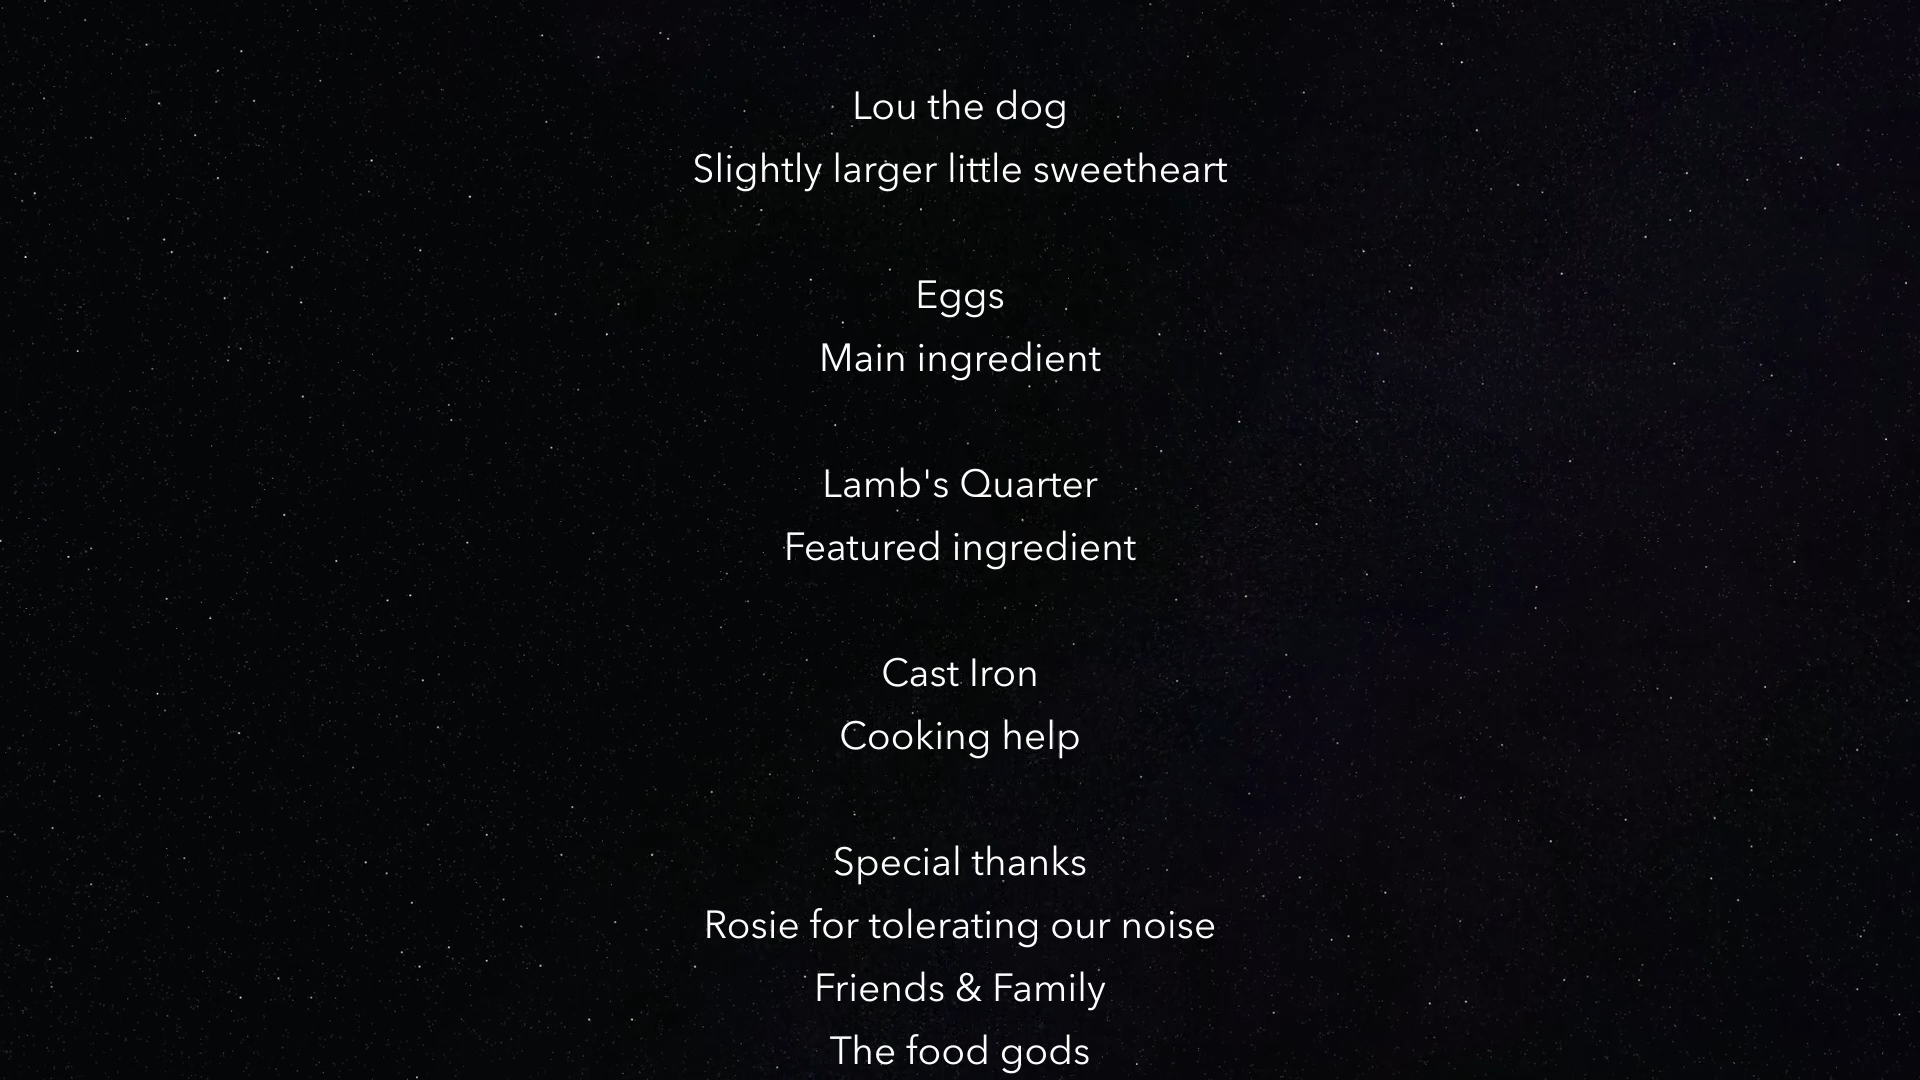 Lou the dog
Slightly larger little sweetheart
Eggs
Main ingredient
Lamb's Quarter
Featured ingredient
Cast Iron
Cooking help
Special thanks
Rosie for tolerating our noise
Friends & Family
The food gods